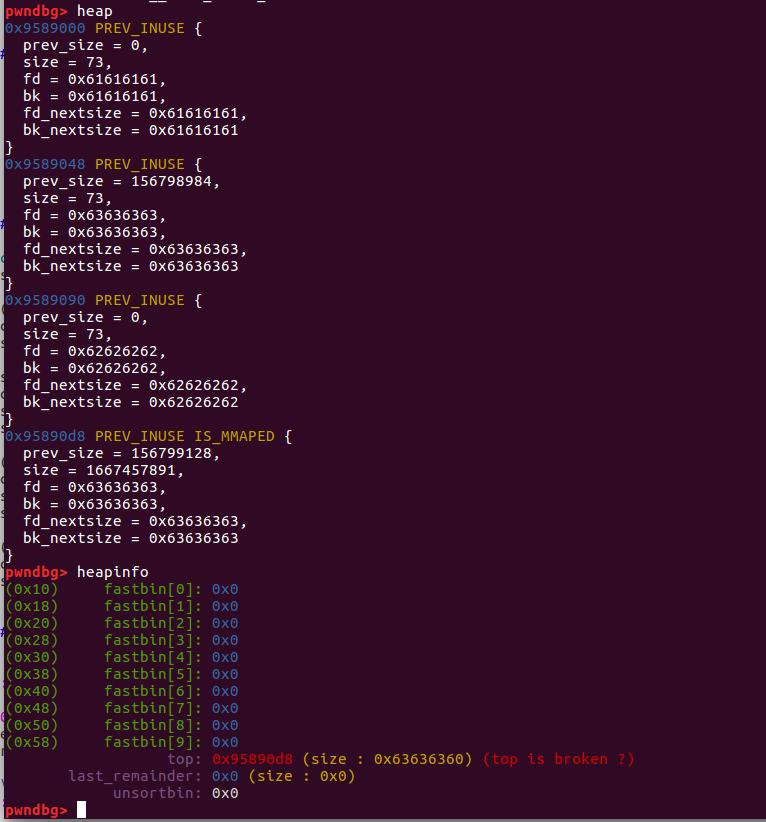 pwndbg> heap
0x9589000 PREV_INUSE {
  prev_size = 0,
  size = 73,
  fd = 0x61616161,
  bk = 0x61616161,
  fd_nextsize = 0x61616161,
  bk_nextsize = 0x61616161
}
0x9589048 PREV_INUSE {
  prev_size = 156798984,
  size = 73,
  fd = 0x63636363,
  bk = 0x63636363,
  fd_nextsize = 0x63636363,
  bk_nextsize = 0x63636363
}
0x9589090 PREV_INUSE {
  prev_size = 0,
  size = 73,
  fd = 0x62626262,
  bk = 0x62626262,
  fd_nextsize = 0x62626262,
  bk_nextsize = 0x62626262
}
0x95890d8 PREV_INUSE IS_MMAPED {
  prev_size = 156799128,
  size = 1667457891,
  fd = 0x63636363,
  bk = 0x63636363,
  fd_nextsize = 0x63636363,
  bk_nextsize = 0x63636363
}
pwndbg> heapinfo
(0x10)     fastbin[0]: 0x0
(0x18)     fastbin[1]: 0x0
(0x20)     fastbin[2]: 0x0
(0x28)     fastbin[3]: 0x0
(0x30)     fastbin[4]: 0x0
(0x38)     fastbin[5]: 0x0
(0x40)     fastbin[6]: 0x0
(0x48)     fastbin[7]: 0x0
(0x50)     fastbin[8]: 0x0
(0x58)     fastbin[9]: 0x0
                  top: 0x95890d8 (size : 0x63636360) (top is broken ?)
       last_remainder: 0x0 (size : 0x0)
            unsortbin: 0x0
pwndbg>